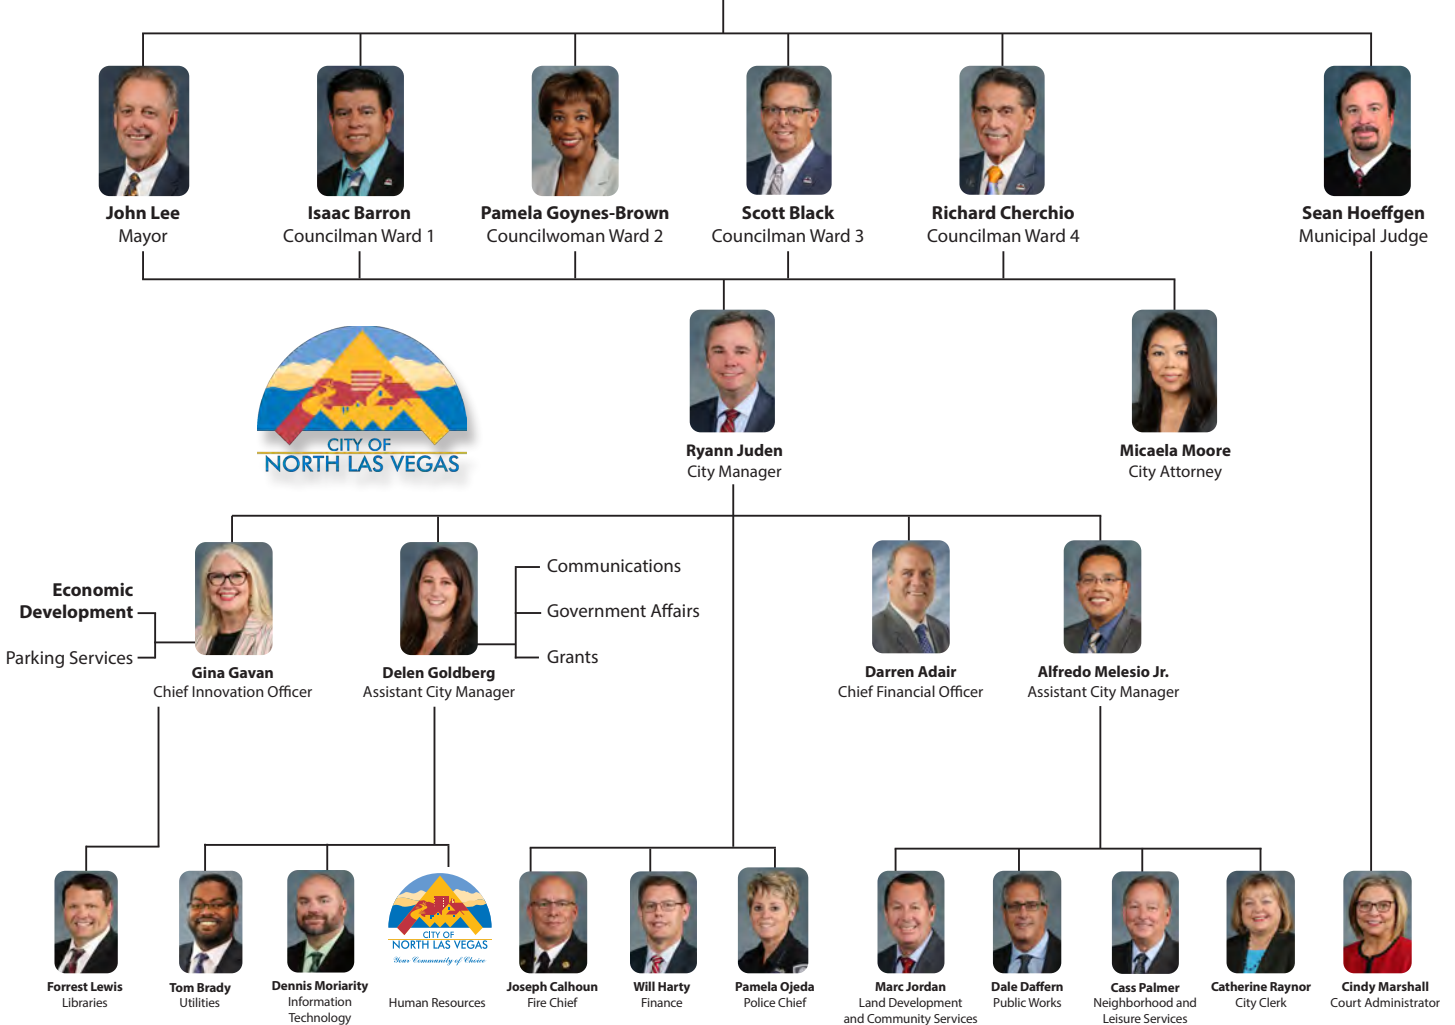 John Lee
Mayor
Isaac Barron
Councilman Ward 1
Pamela Goynes-Brown
Councilwoman Ward 2
Scott Black
Councilman Ward 3
Richard Cherchio
Councilman Ward 4
Sean Hoeffgen
Municipal Judge
CITY OF
NORTH LAS VEGAS
Ryann Juden
City Manager
Micaela Moore
City Attorney
Economic
Development
Parking Services
Gina Gavan
Chief Innovation Officer
Delen Goldberg
Assistant City Manager
Communications
Government Affairs
Grants
Darren Adair
Chief Financial Officer
Alfredo Melesio Jr.
Assistant City Manager
Forrest Lewis
Libraries
Tom Brady
Utilities
Dennis Moriarity
Information
Technology
CITY OF
NORTH LAS VEGAS
Your Community of Choice
Human Resources
Joseph Calhoun
Fire Chief
Will Harty
Finance
Pamela Ojeda
Police Chief
Marc Jordan
Land Development
and Community Services
Dale Daffern
Public Works
Cass Palmer
Neighborhood and
Leisure Services
Catherine Raynor
City Clerk
Cindy Marshall
Court Administrator